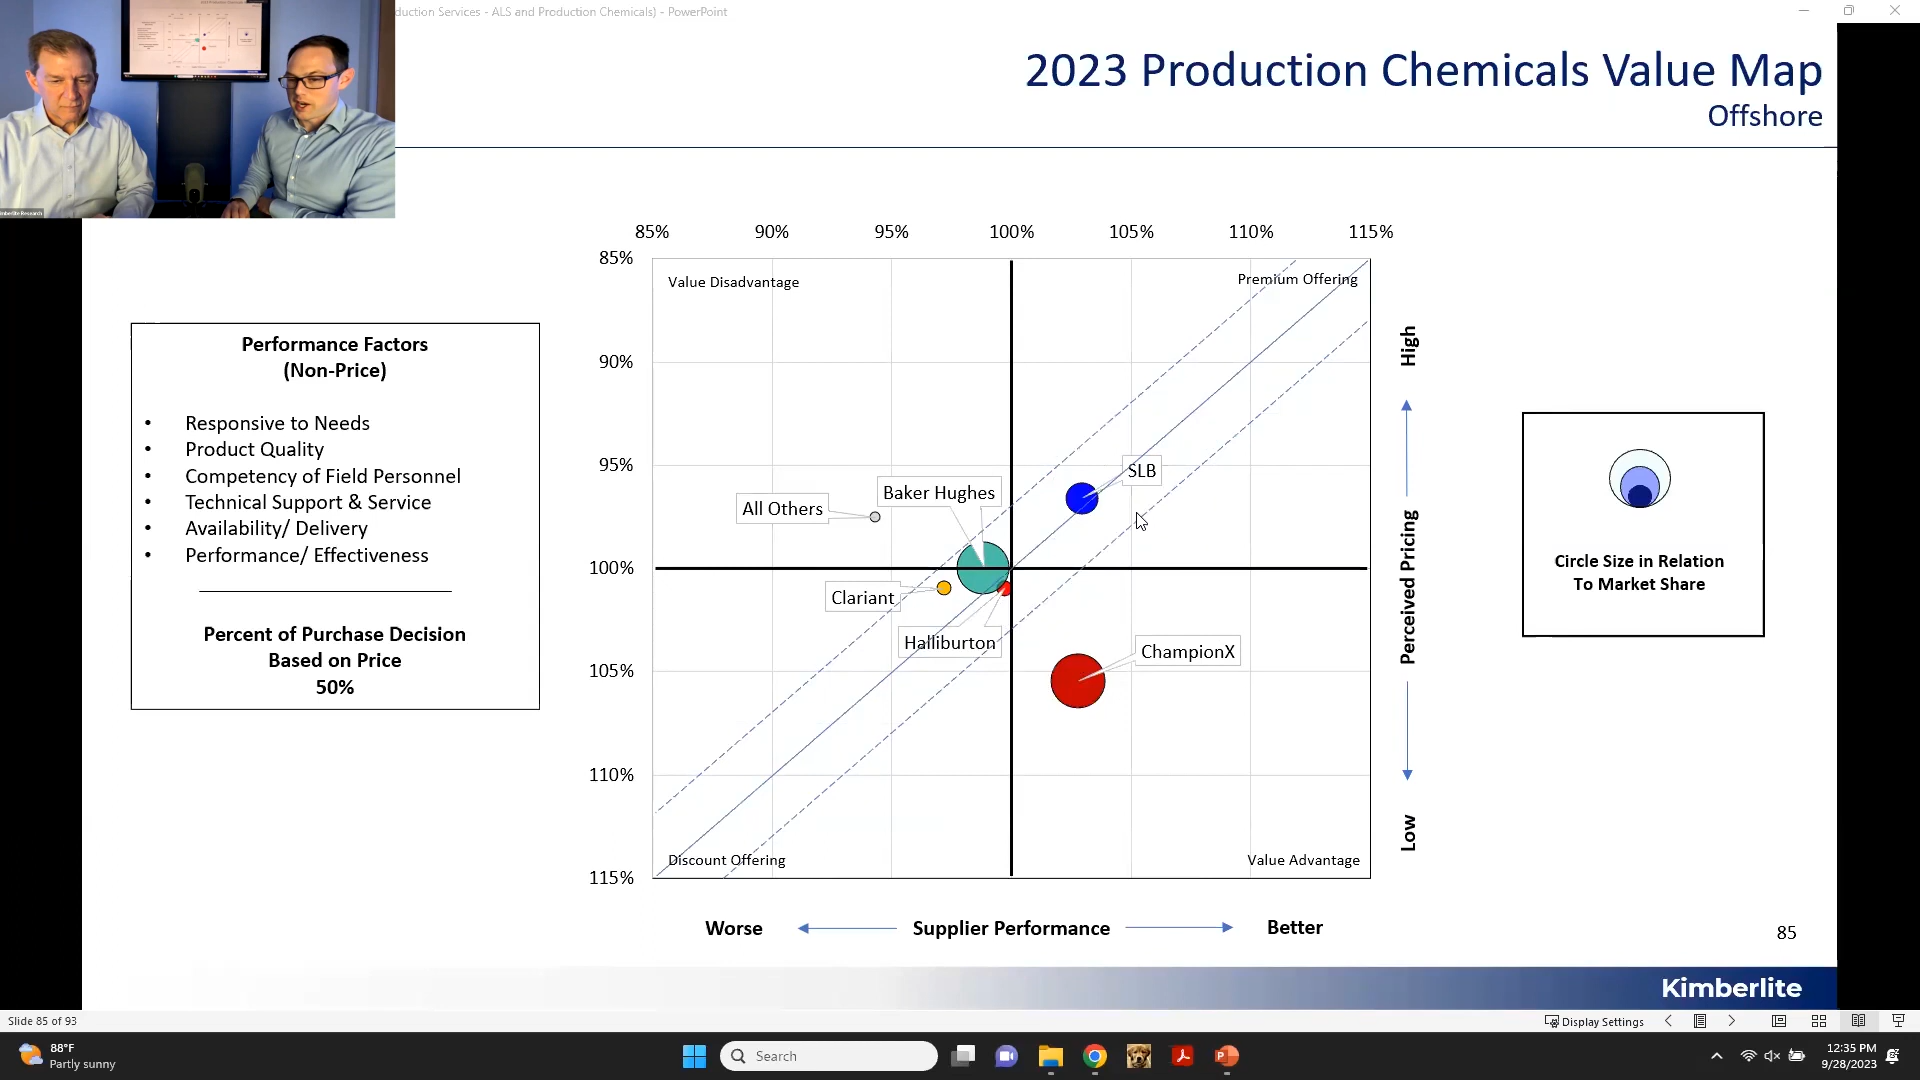 duction Services - ALS and Production Chemicals) - PowerPoint
2023 Production Chemicals Value Map
Offshore
85%
90%
95%
100%
105%
110%
115%
85%
90%
95%
100%
105%
110%
115%
Value Disadvantage
Premium Offering
Discount Offering
Value Advantage
All Others
Baker Hughes
SLB
Clariant
Halliburton
ChampionX
Performance Factors
(Non-Price)
• Responsive to Needs
• Product Quality
• Competency of Field Personnel
• Technical Support & Service
• Availability/ Delivery
• Performance/ Effectiveness
Percent of Purchase Decision
Based on Price
50%
High
Perceived Pricing
Low
Circle Size in Relation
To Market Share
Worse
Supplier Performance
Better
85
Kimberlite
Slide 85 of 93
Display Settings
88°F
Partly sunny
Search
12:35 PM
9/28/2023